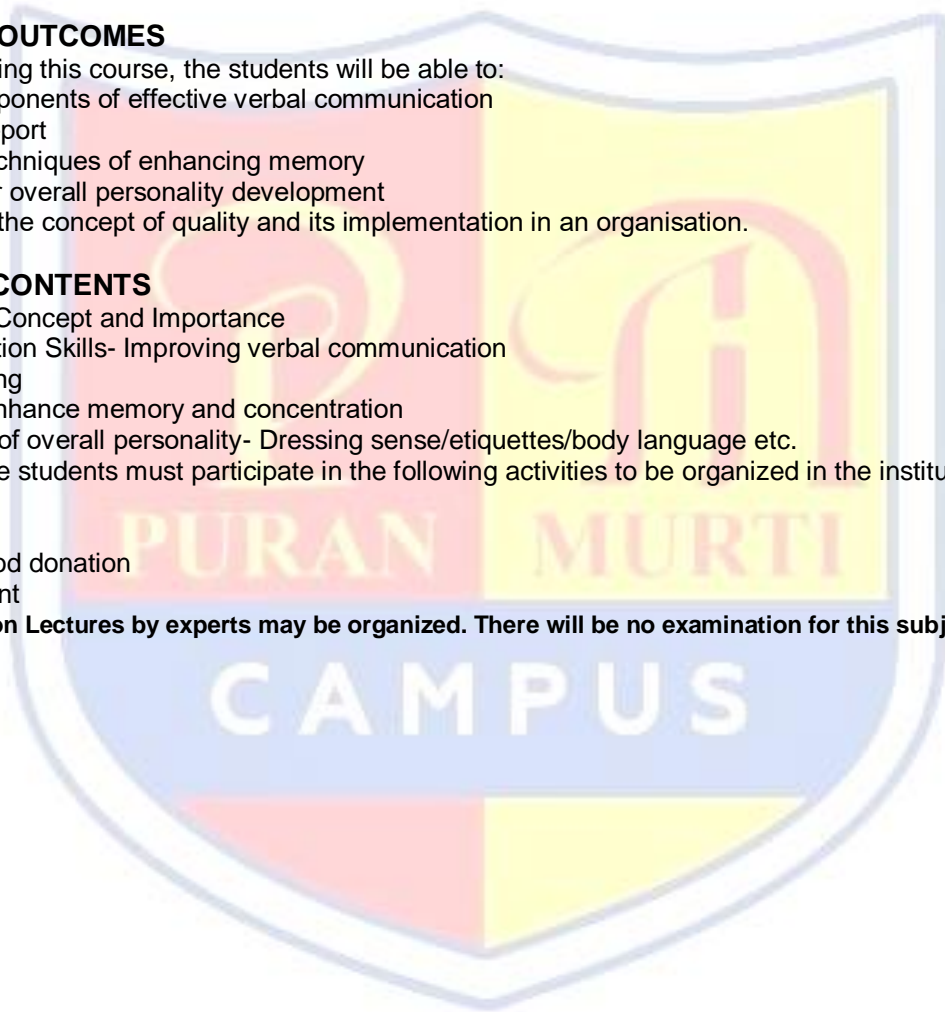 OUTCOMES
ing this course, the students will be able to:
ponents of effective verbal communication
port
chniques of enhancing memory
r overall personality development
the concept of quality and its implementation in an organisation.
CONTENTS
Concept and Importance
tion Skills- Improving verbal communication
ng
nhance memory and concentration
of overall personality- Dressing sense/etiquettes/body language etc.
e students must participate in the following activities to be organized in the institu
od donation
nt
on Lectures by experts may be organized. There will be no examination for this subj
PURAN MURTI
CAMPUS